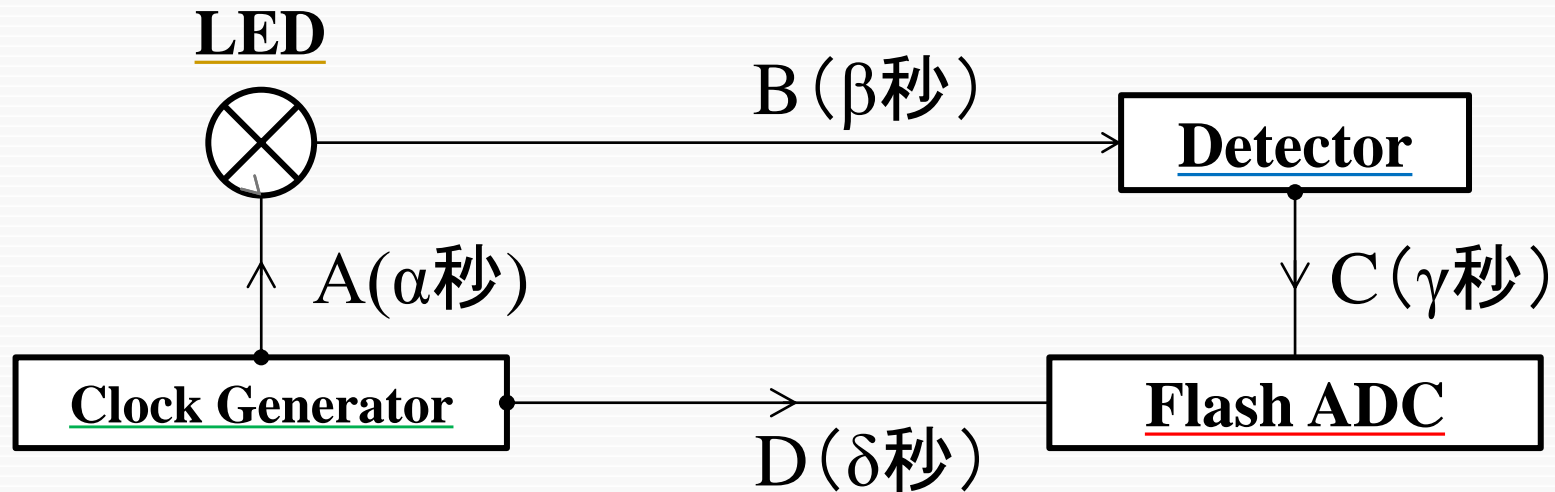 LED
B(β秒)
Detector
A(α秒)
C(γ秒)
Clock Generator
Flash ADC
D(δ秒)